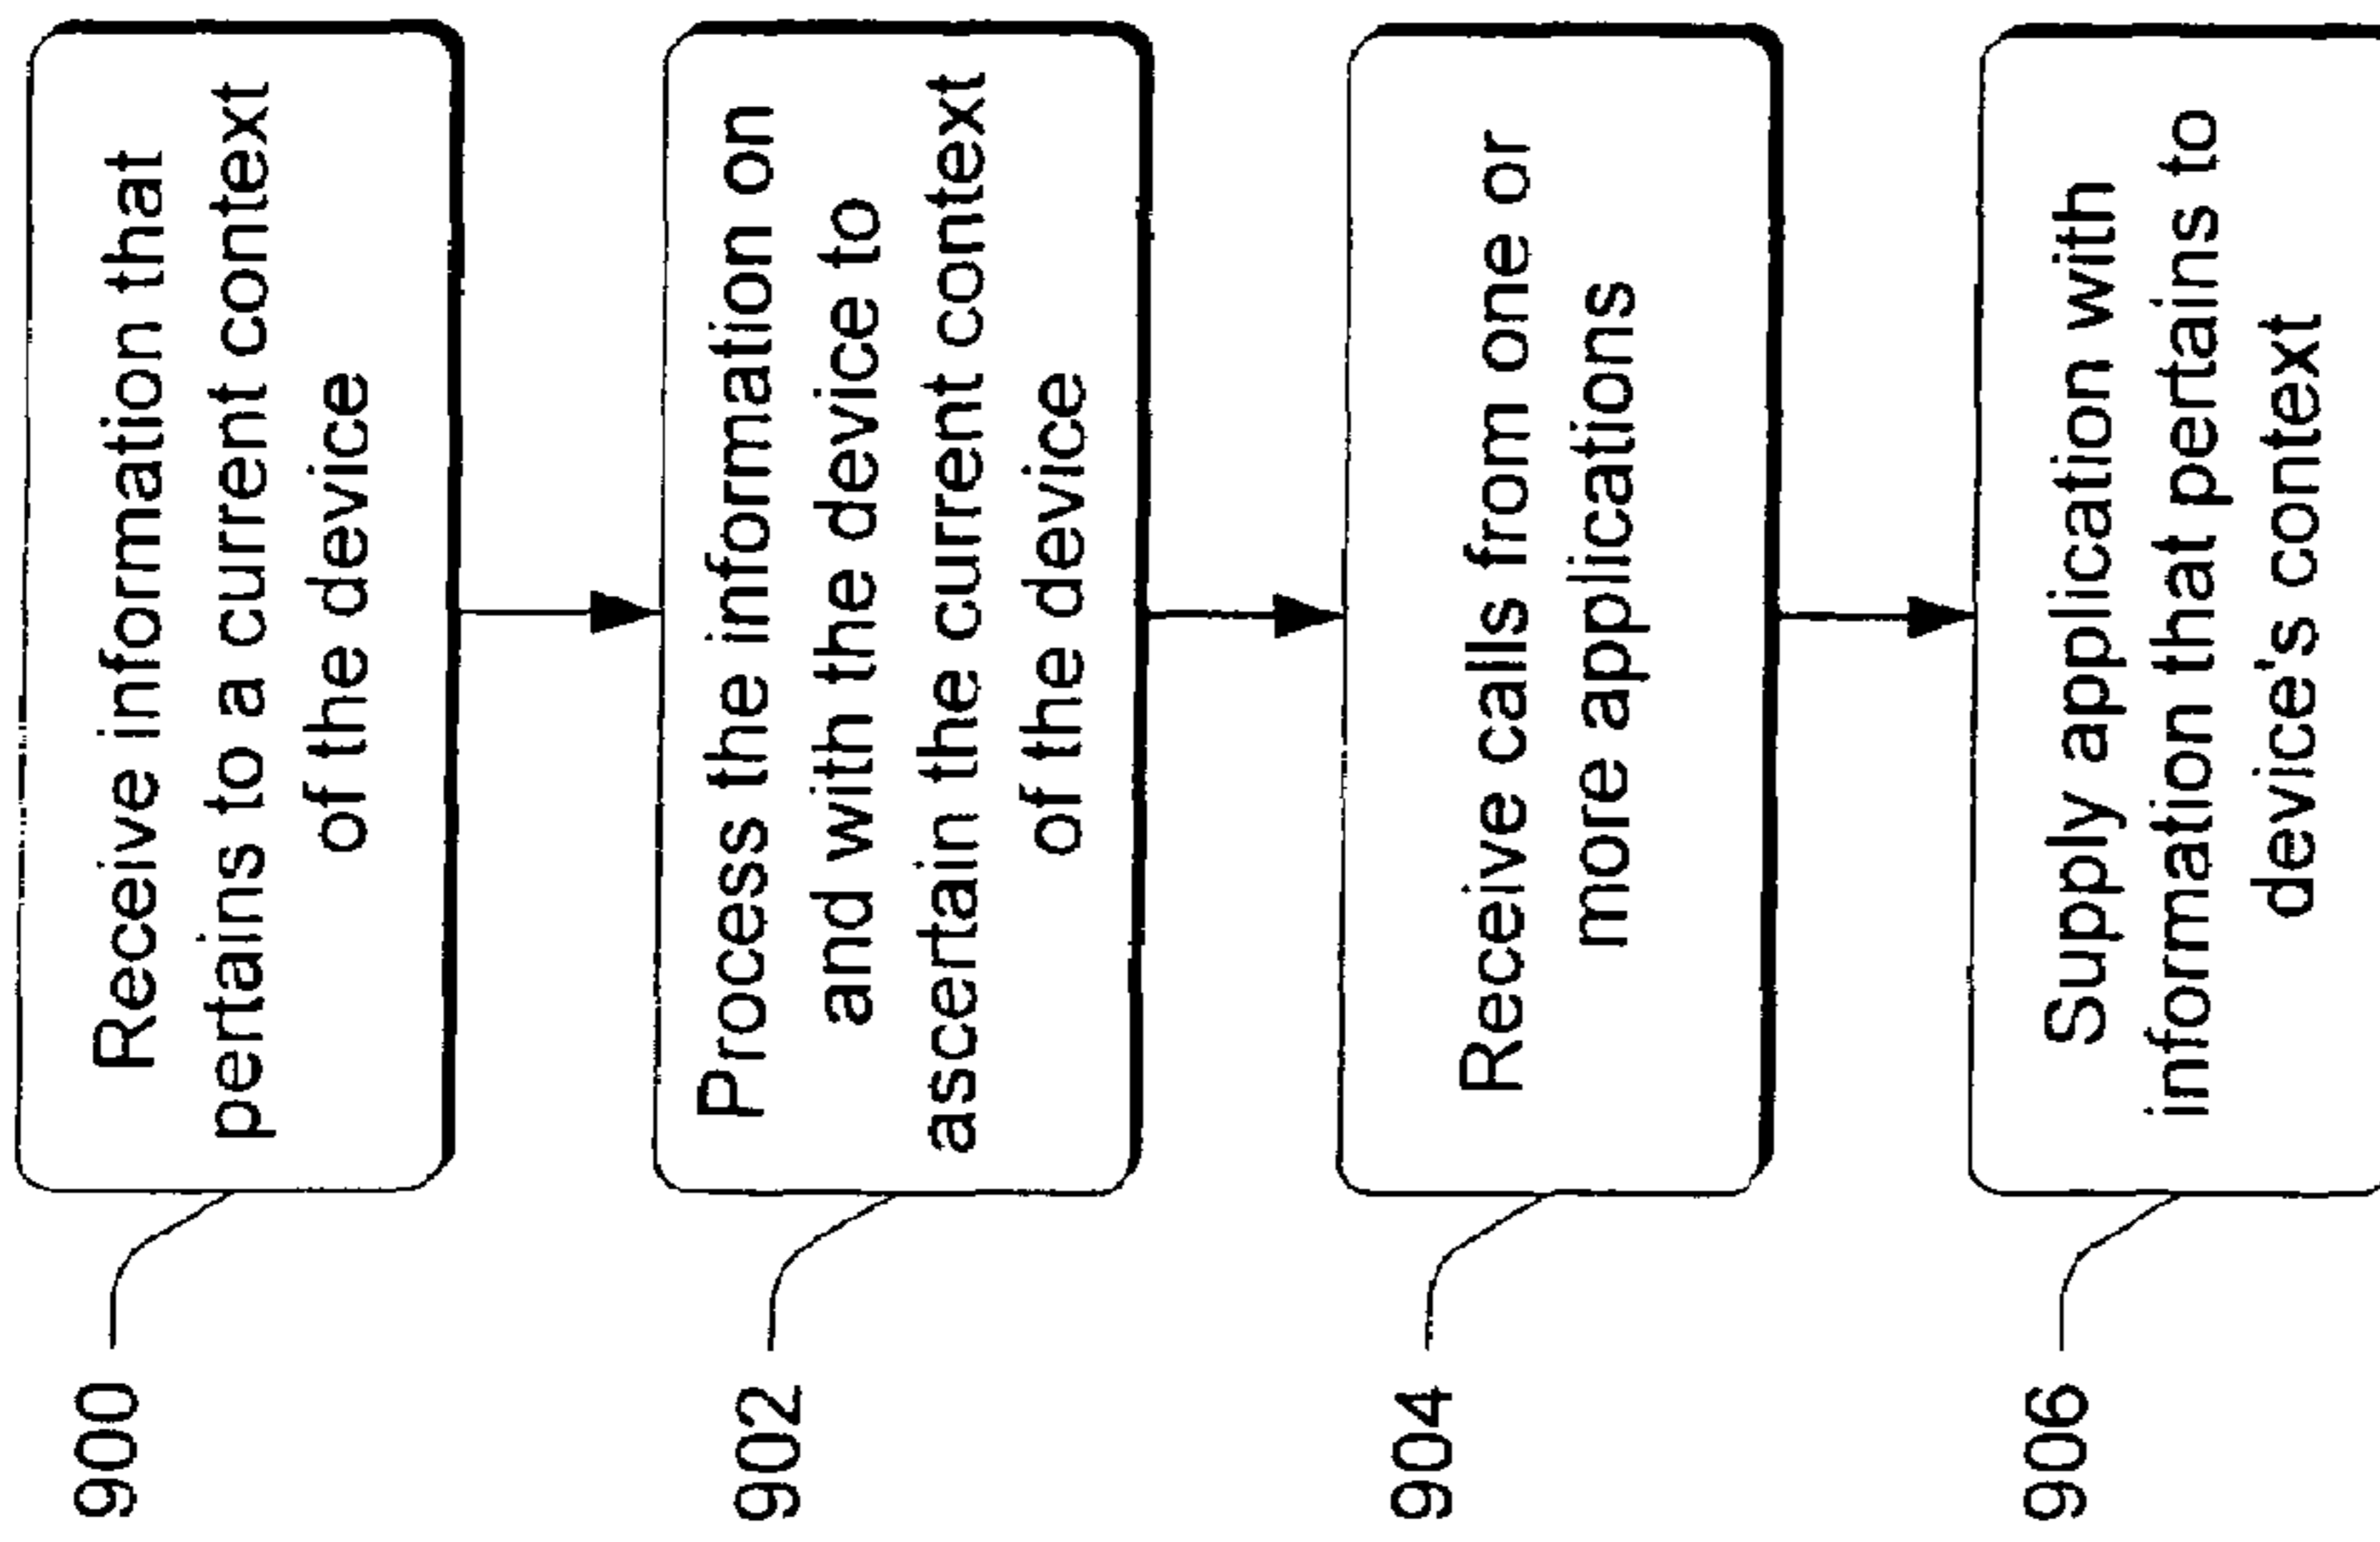 900
Receive information that
pertains to a current context
of the device
902
Process the information on
and with the device to
ascertain the current context
of the device
904
Receive calls from one or
more applications
906
Supply application with
information that pertains to
device's context